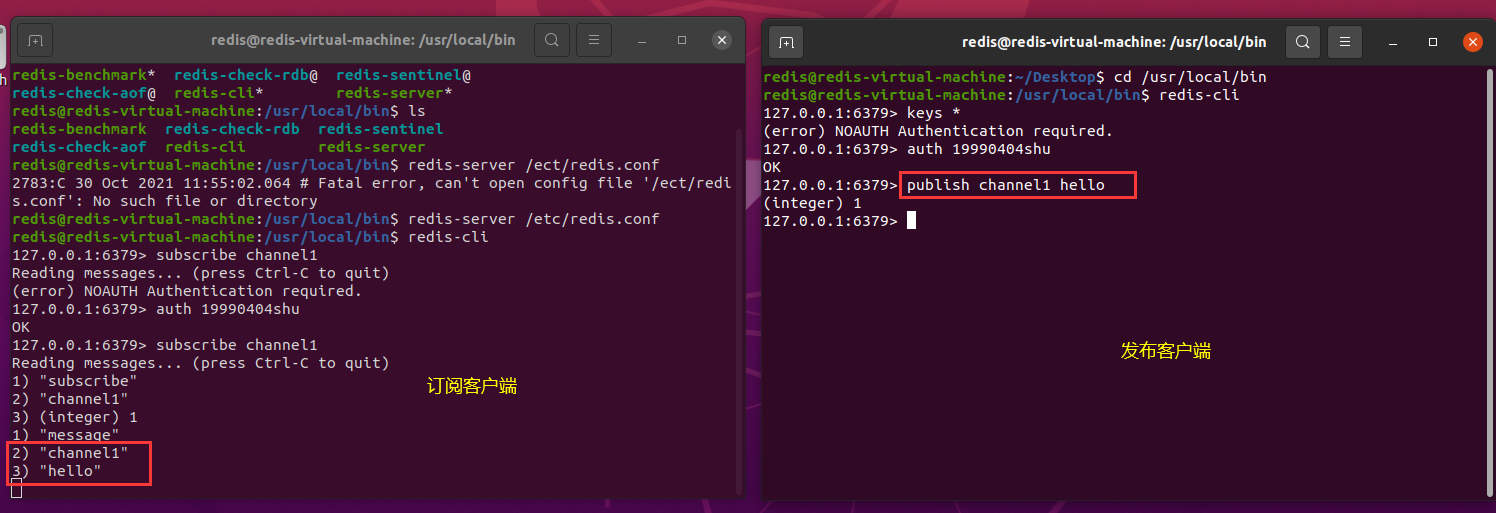 redis@redis-virtual-machine: /usr/local/bin
redis-benchmark*  redis-check-rdb@  redis-sentinel@
redis-check-aof@  redis-cli*        redis-server*
redis@redis-virtual-machine:/usr/local/bin$ ls
redis-benchmark  redis-check-rdb  redis-sentinel
redis-check-aof  redis-cli        redis-server
redis@redis-virtual-machine:/usr/local/bin$ redis-server /ect/redis.conf
2783:C 30 Oct 2021 11:55:02.064 # Fatal error, can't open config file '/ect/redi
s.conf': No such file or directory
redis@redis-virtual-machine:/usr/local/bin$ redis-server /etc/redis.conf
redis@redis-virtual-machine:/usr/local/bin$ redis-cli
127.0.0.1:6379> subscribe channel1
Reading messages... (press Ctrl-C to quit)
(error) NOAUTH Authentication required.
127.0.0.1:6379> auth 19990404shu
OK
127.0.0.1:6379> subscribe channel1
Reading messages... (press Ctrl-C to quit)
1) "subscribe"
2) "channel1"
3) (integer) 1
1) "message"
2) "channel1"
3) "hello"
订阅客户端
redis@redis-virtual-machine: /usr/local/bin
redis@redis-virtual-machine:~/Desktop$ cd /usr/local/bin
redis@redis-virtual-machine:/usr/local/bin$ redis-cli
127.0.0.1:6379> keys *
(error) NOAUTH Authentication required.
127.0.0.1:6379> auth 19990404shu
OK
127.0.0.1:6379> publish channel1 hello
(integer) 1
127.0.0.1:6379>
发布客户端
h